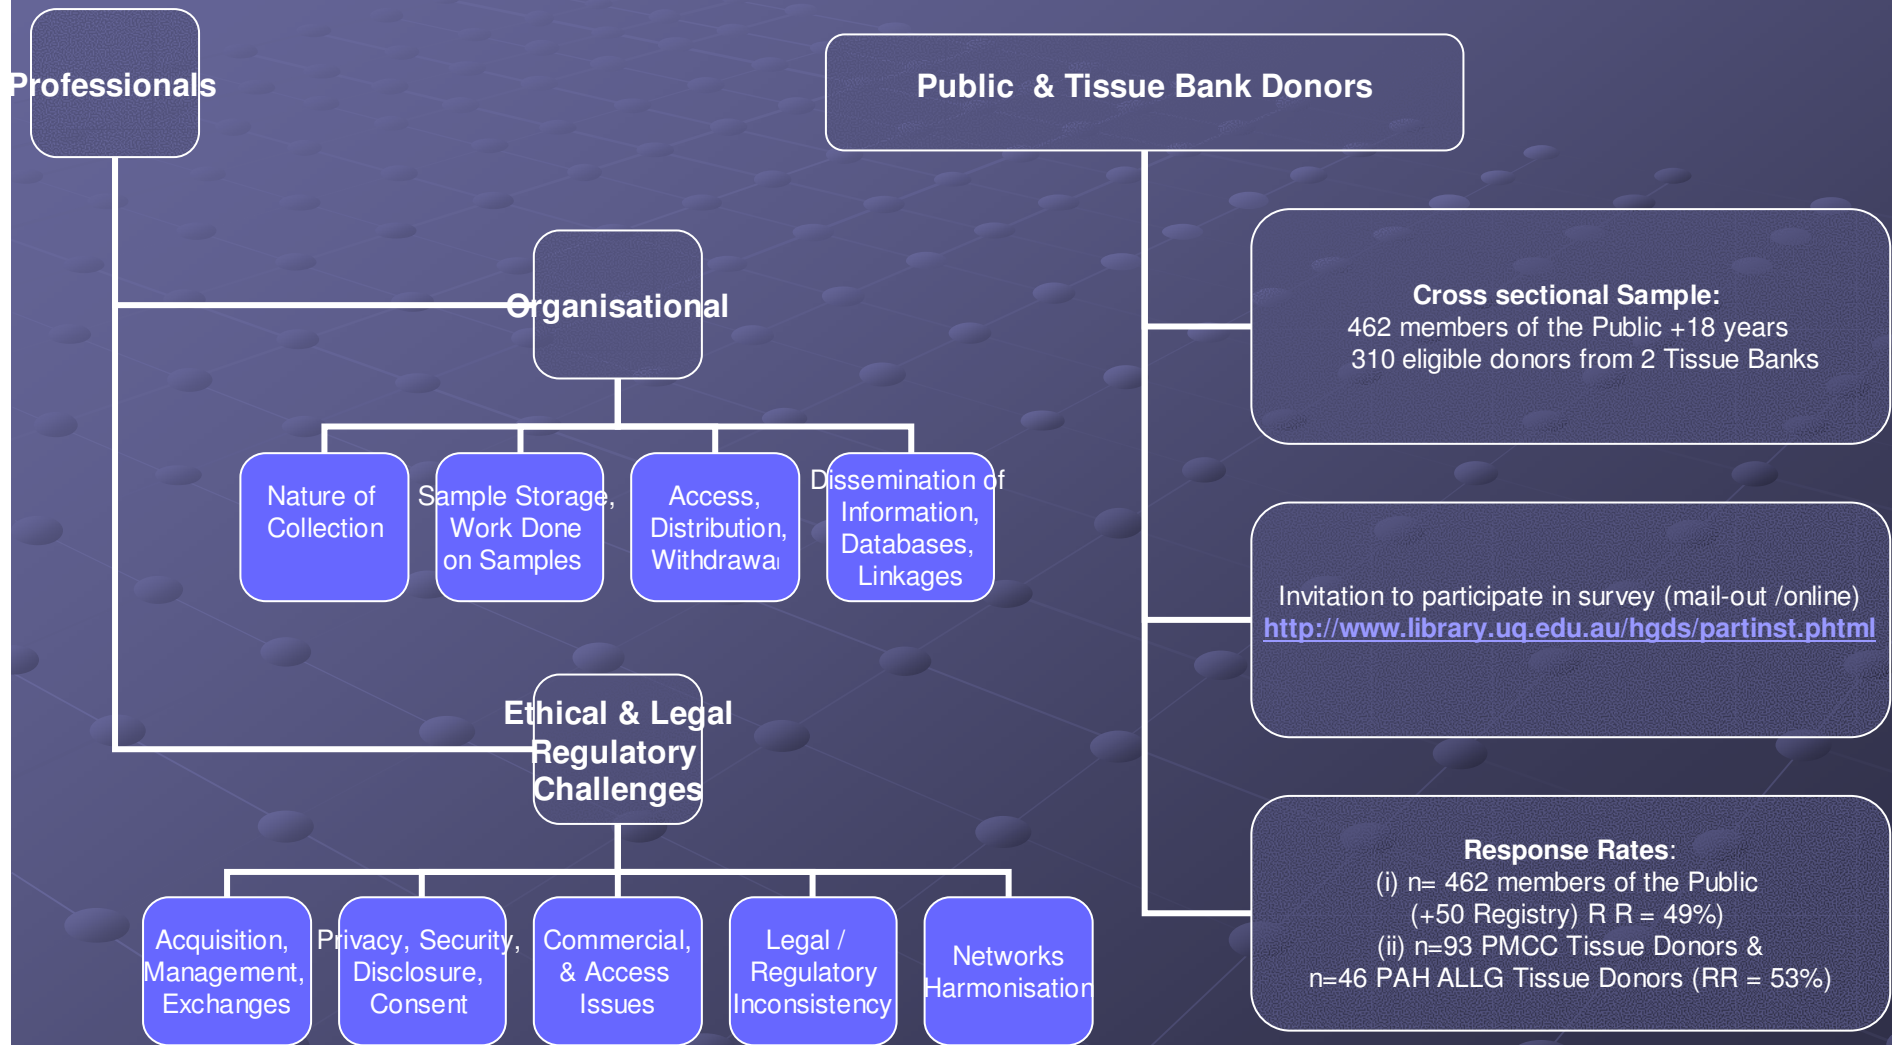 Professionals
Organisational
Nature of
Collection
Sample Storage,
Work Done
on Samples
Access,
Distribution,
Withdrawal
Dissemination of
Information,
Databases,
Linkages
Ethical & Legal
Regulatory
Challenges
Acquisition,
Management,
Exchanges
Privacy, Security,
Disclosure,
Consent
Commercial,
& Access
Issues
Legal /
Regulatory
Inconsistency
Networks
Harmonisation
Public & Tissue Bank Donors
Cross sectional Sample:
462 members of the Public +18 years
310 eligible donors from 2 Tissue Banks
Invitation to participate in survey (mail-out /online)
http://www.library.uq.edu.au/hgds/partinst.phtml
Response Rates:
(i) n= 462 members of the Public
(+50 Registry) R R = 49%)
(ii) n=93 PMCC Tissue Donors &
n=46 PAH ALLG Tissue Donors (RR = 53%)